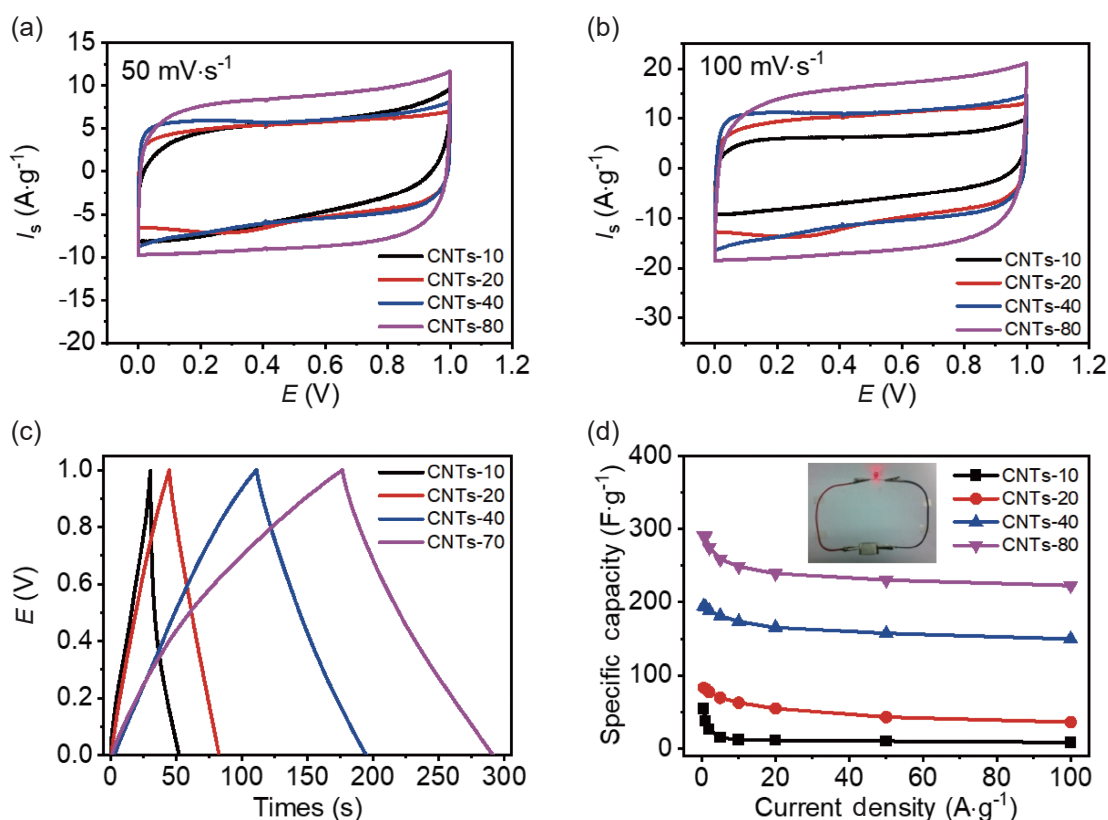 (a)
15
10
5
0
-5
-10
-15
-20
50 mV·s⁻¹
CNTs-10
CNTs-20
CNTs-40
CNTs-80
0.0 0.2 0.4 0.6 0.8 1.0 1.2
E (V)
Iₛ (A·g⁻¹)
(b)
20
10
0
-10
-20
-30
100 mV·s⁻¹
CNTs-10
CNTs-20
CNTs-40
CNTs-80
0.0 0.2 0.4 0.6 0.8 1.0 1.2
E (V)
Iₛ (A·g⁻¹)
(c)
1.0
0.8
0.6
0.4
0.2
0.0
CNTs-10
CNTs-20
CNTs-40
CNTs-70
0 50 100 150 200 250 300
Times (s)
E (V)
(d)
400
300
200
100
0
CNTs-10
CNTs-20
CNTs-40
CNTs-80
0 20 40 60 80 100
Current density (A·g⁻¹)
Specific capacity (F·g⁻¹)